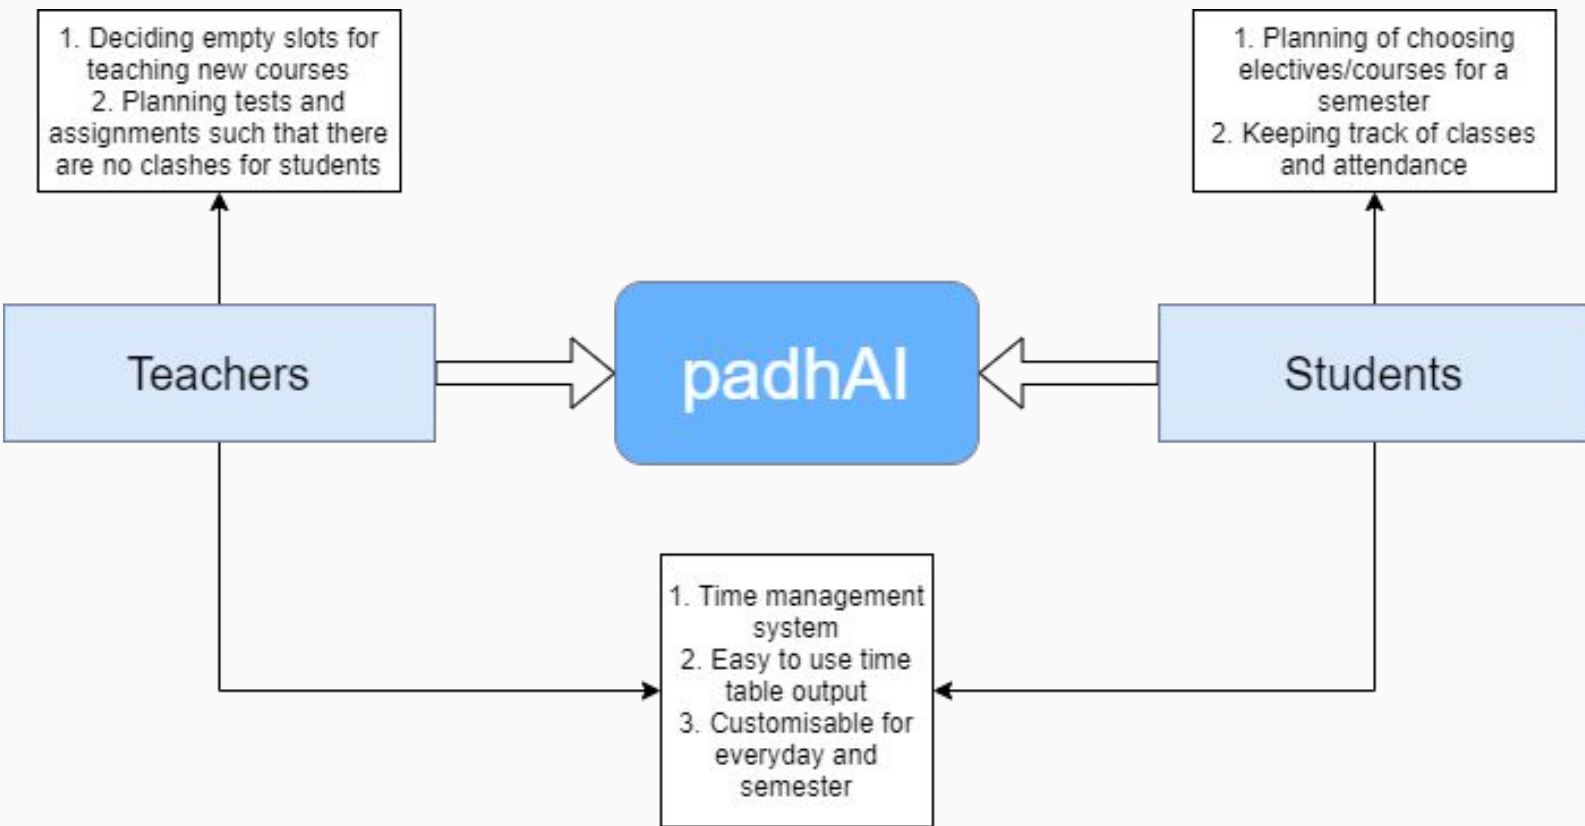 1. Deciding empty slots for
teaching new courses
2. Planning tests and
assignments such that there
are no clashes for students
1. Planning of choosing
electives/courses for a
semester
2. Keeping track of classes
and attendance
Teachers
padhAI
Students
1. Time management
system
2. Easy to use time
table output
3. Customisable for
everyday and
semester